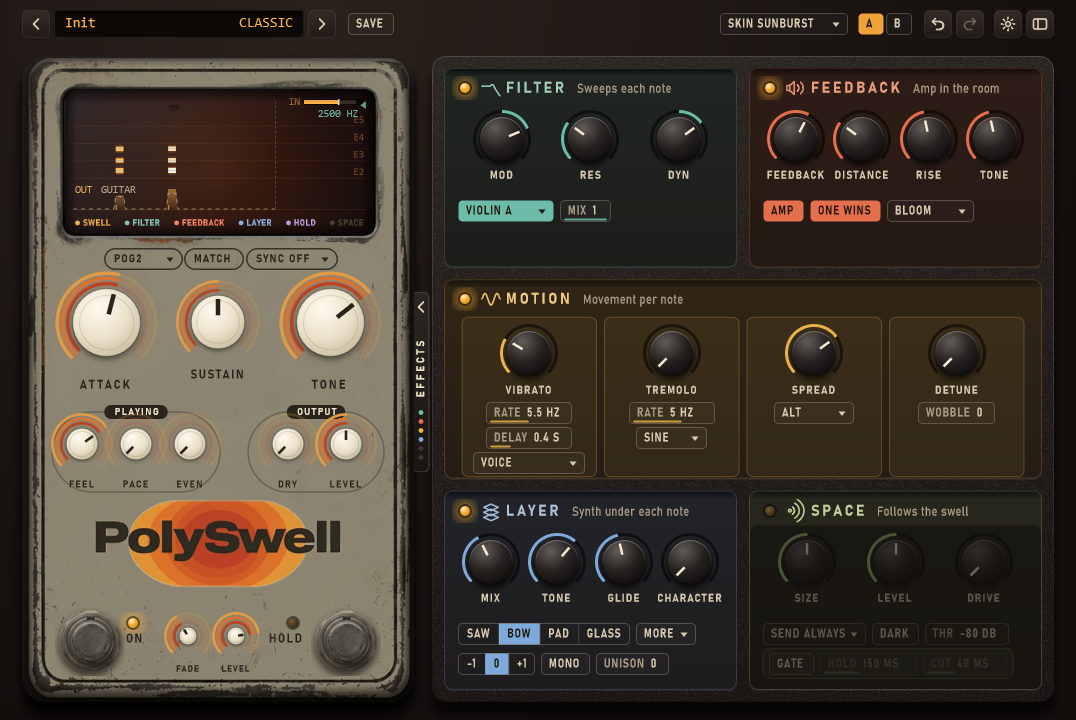 Init CLASSIC SAVE SKIN SUNBURST A B
IN
2500 HZ
E5
E4
E3
E2
OUT GUITAR
SWELL FILTER FEEDBACK LAYER HOLD SPACE
POG2 MATCH SYNC OFF
ATTACK SUSTAIN TONE
PLAYING OUTPUT
FEEL PACE EVEN DRY LEVEL
PolySwell
ON HOLD
FADE LEVEL
EFFECTS
FILTER Sweeps each note
MOD RES DYN
VIOLIN A MIX 1
FEEDBACK Amp in the room
FEEDBACK DISTANCE RISE TONE
AMP ONE WINS BLOOM
MOTION Movement per note
VIBRATO TREMOLO SPREAD DETUNE
RATE 5.5 HZ RATE 5 HZ ALT WOBBLE 0
DELAY 0.4 S SINE
VOICE
LAYER Synth under each note
MIX TONE GLIDE CHARACTER
SAW BOW PAD GLASS MORE
-1 0 +1 MONO UNISON 0
SPACE Follows the swell
SIZE LEVEL DRIVE
SEND ALWAYS DARK THR -80 DB
GATE HOLD 150 MS CUT 40 MS